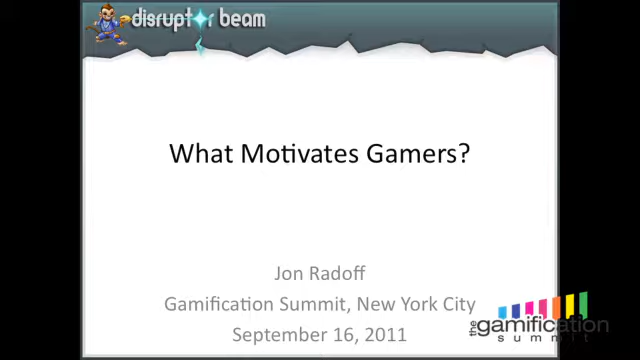 disruptor beam
What Motivates Gamers?
Jon Radoff
Gamification Summit, New York City
September 16, 2011
the gamification
summit